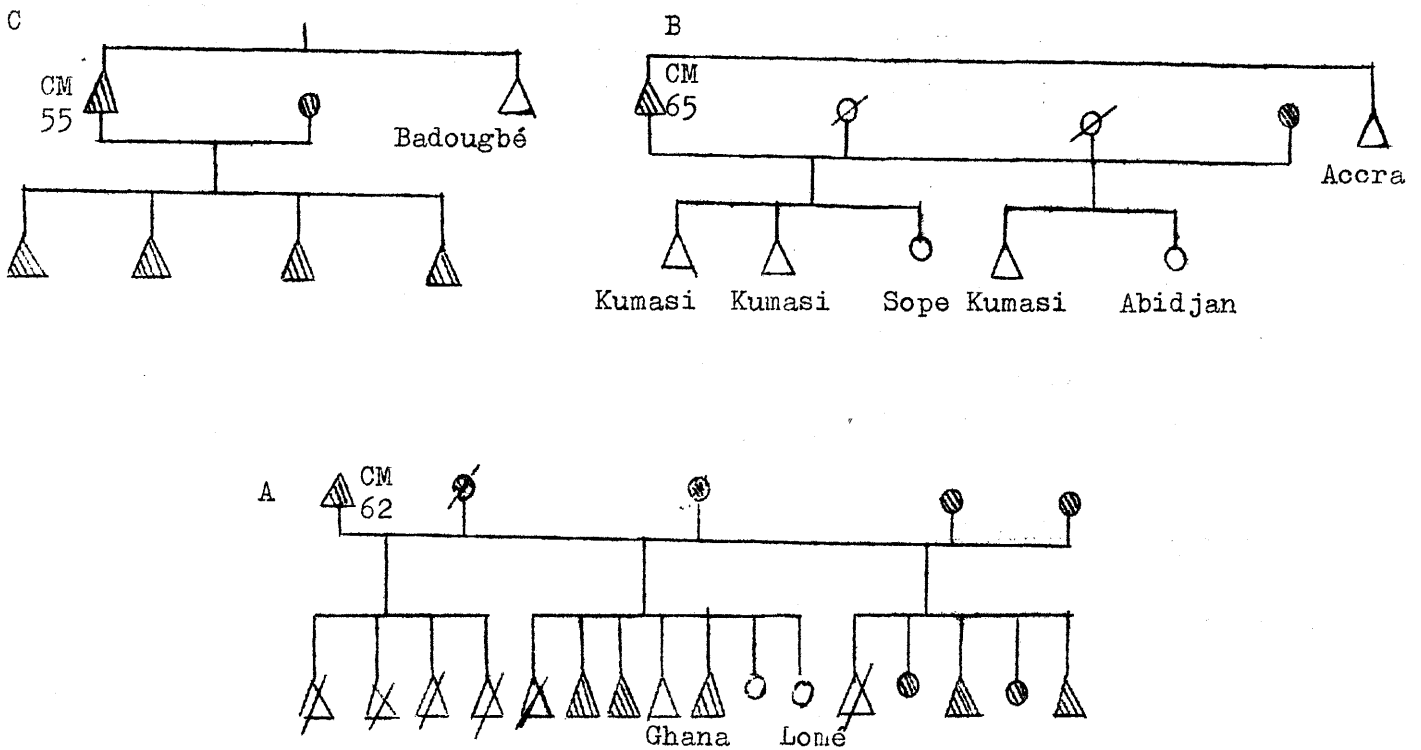 C
CM
55
Badougbé
B
CM
65
Accra
Kumasi Kumasi Sope Kumasi Abidjan
A
CM
62
Ghana Lomé